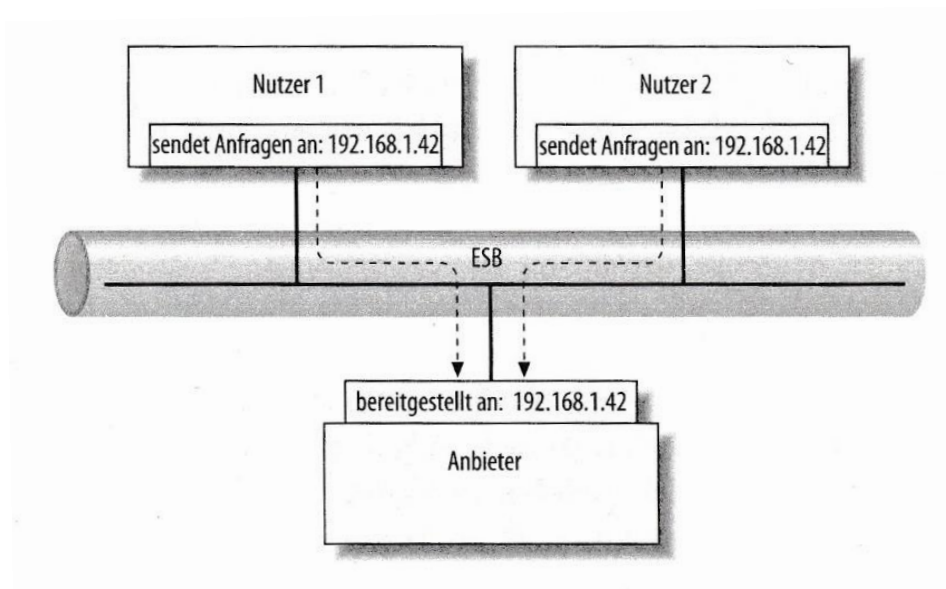 Nutzer 1
sendet Anfragen an: 192.168.1.42
Nutzer 2
sendet Anfragen an: 192.168.1.42
ESB
bereitgestellt an: 192.168.1.42
Anbieter